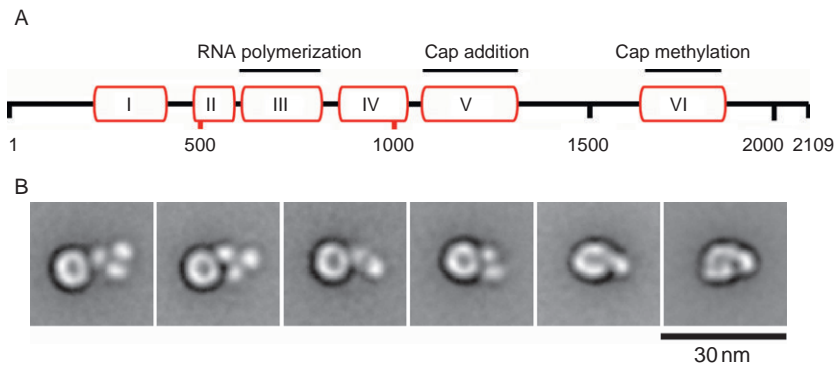 A
RNA polymerization Cap addition Cap methylation
I II III IV V VI
1 500 1000 1500 2000 2109
B
30 nm